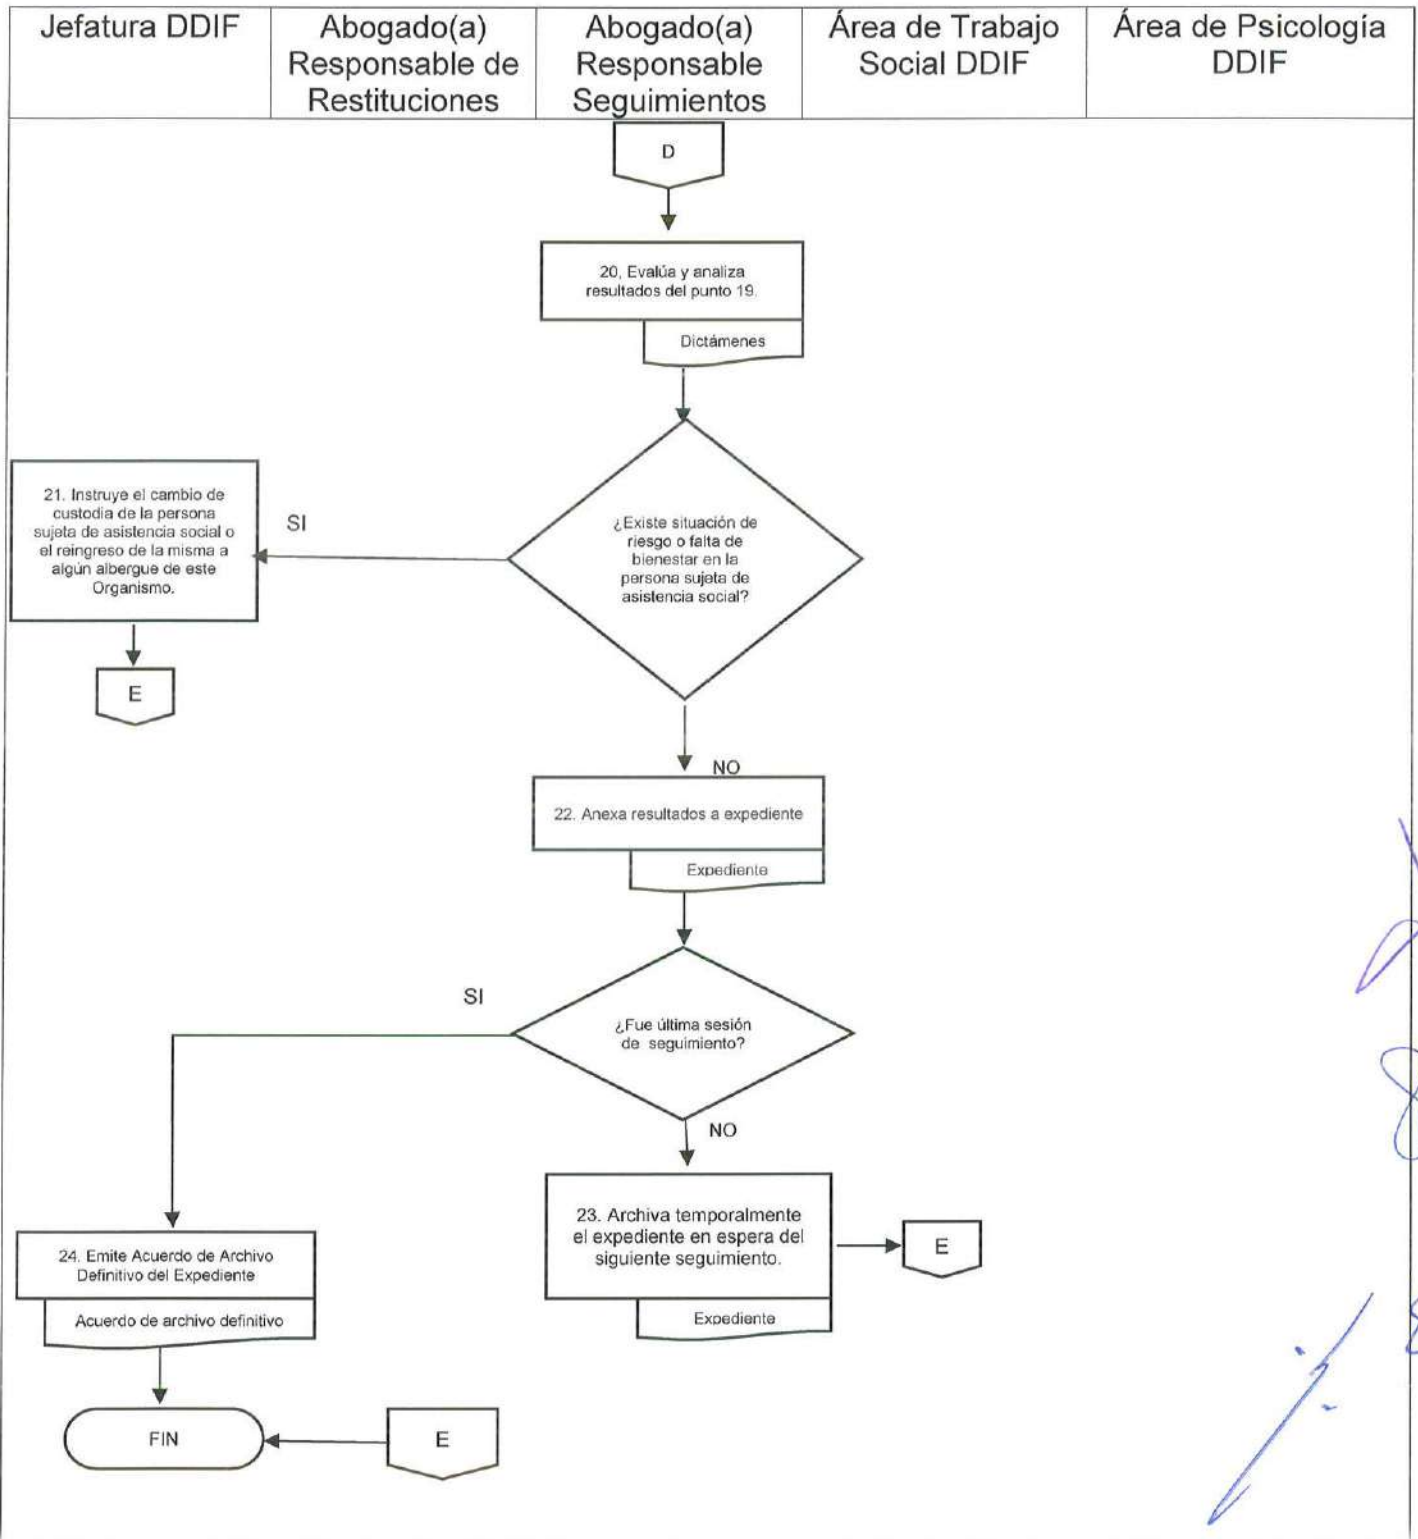 Jefatura DDIF
Abogado(a)
Responsable de
Restituciones
Abogado(a)
Responsable
Seguimientos
Área de Trabajo
Social DDIF
Área de Psicología
DDIF
D
20, Evalúa y analiza
resultados del punto 19.
Dictámenes
¿Existe situación de
riesgo o falta de
bienestar en la
persona sujeta de
asistencia social?
SI
21. Instruye el cambio de
custodia de la persona
sujeta de asistencia social o
el reingreso de la misma a
algún albergue de este
Organismo.
E
NO
22. Anexa resultados a expediente
Expediente
¿Fue última sesión
de seguimiento?
SI
NO
23. Archiva temporalmente
el expediente en espera del
siguiente seguimiento.
Expediente
E
24. Emite Acuerdo de Archivo
Definitivo del Expediente
Acuerdo de archivo definitivo
FIN
E